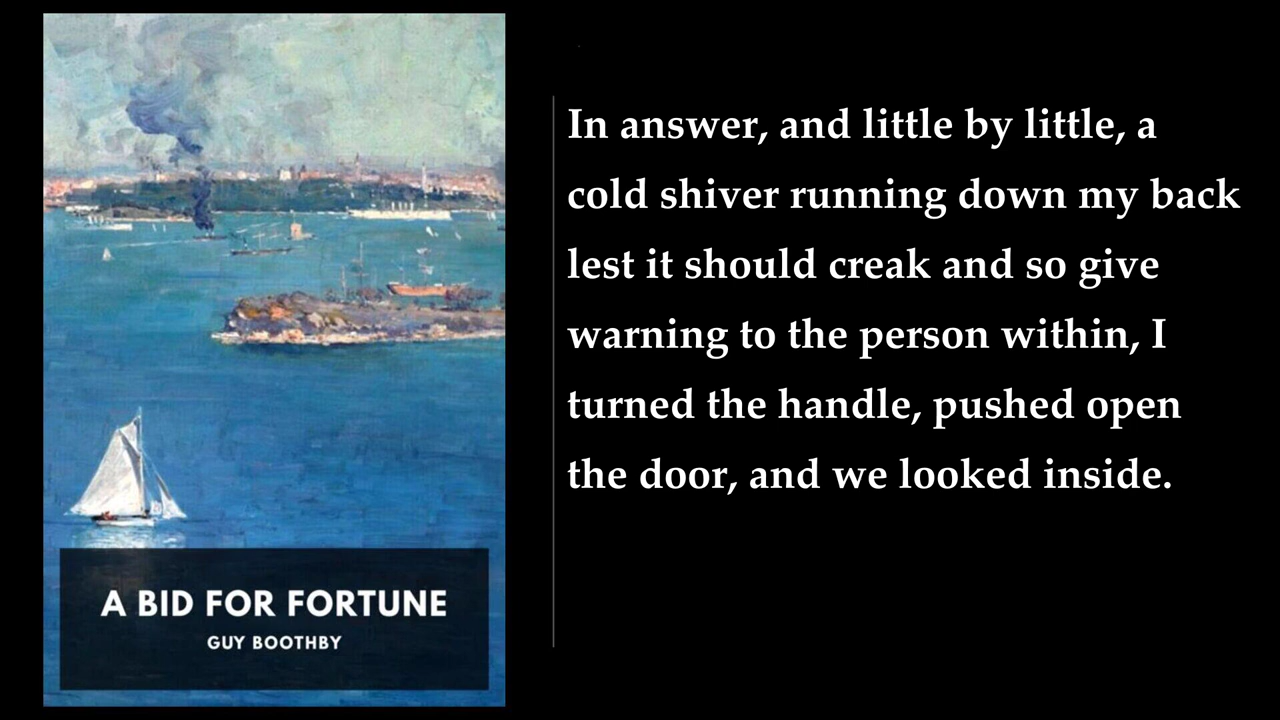 In answer, and little by little, a
cold shiver running down my back
lest it should creak and so give
warning to the person within, I
turned the handle, pushed open
the door, and we looked inside.
A BID FOR FORTUNE
GUY BOOTHBY